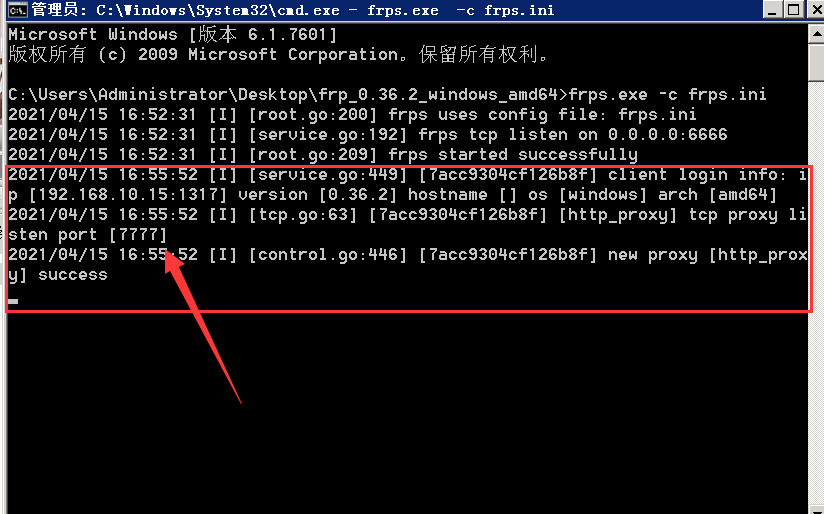 管理员: C:\Windows\System32\cmd.exe - frps.exe  -c frps.ini
Microsoft Windows [版本 6.1.7601]
版权所有 (c) 2009 Microsoft Corporation。保留所有权利。
C:\Users\Administrator\Desktop\frp_0.36.2_windows_amd64>frps.exe -c frps.ini
2021/04/15 16:52:31 [I] [root.go:200] frps uses config file: frps.ini
2021/04/15 16:52:31 [I] [service.go:192] frps tcp listen on 0.0.0.0:6666
2021/04/15 16:52:31 [I] [root.go:209] frps started successfully
2021/04/15 16:55:52 [I] [service.go:449] [7acc9304cf126b8f] client login info: i
p [192.168.10.15:1317] version [0.36.2] hostname [] os [windows] arch [amd64]
2021/04/15 16:55:52 [I] [tcp.go:63] [7acc9304cf126b8f] [http_proxy] tcp proxy li
sten port [7777]
2021/04/15 16:55:52 [I] [control.go:446] [7acc9304cf126b8f] new proxy [http_prox
y] success